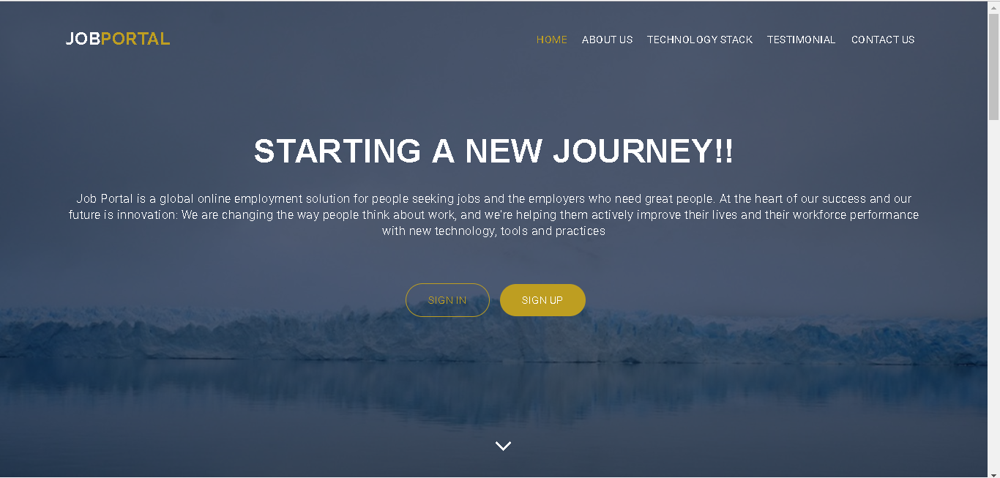 JOBPORTAL
HOME ABOUT US TECHNOLOGY STACK TESTIMONIAL CONTACT US
STARTING A NEW JOURNEY!!
Job Portal is a global online employment solution for people seeking jobs and the employers who need great people. At the heart of our success and our
future is innovation: We are changing the way people think about work, and we're helping them actively improve their lives and their workforce performance
with new technology, tools and practices
SIGN IN SIGN UP